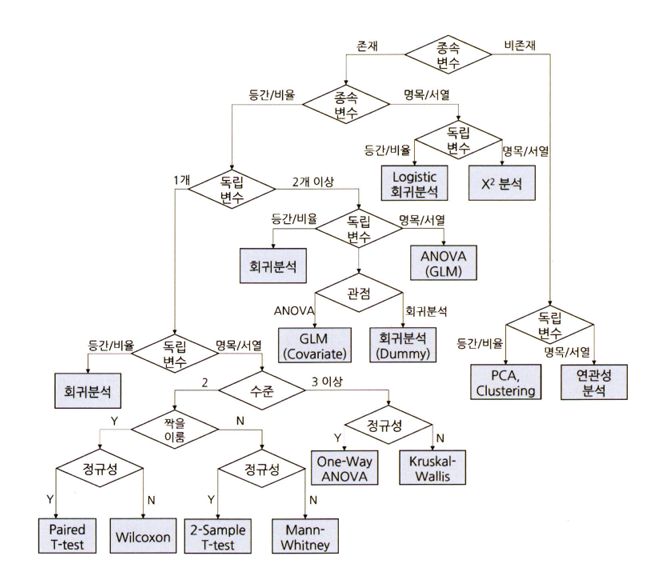 존재
종속
변수
비존재
등간/비율
종속
변수
명목/서열
독립
변수
등간/비율
명목/서열
Logistic
회귀분석
X² 분석
1개
독립
변수
2개 이상
등간/비율
독립
변수
명목/서열
회귀분석
ANOVA
(GLM)
관점
ANOVA
회귀분석
GLM
(Covariate)
회귀분석
(Dummy)
독립
변수
등간/비율
명목/서열
PCA,
Clustering
연관성
분석
등간/비율
독립
변수
명목/서열
회귀분석
2
수준
3 이상
Y
짝을
이룸
N
정규성
Y
N
One-Way
ANOVA
Kruskal-
Wallis
정규성
Y
N
정규성
Y
N
Paired
T-test
Wilcoxon
2-Sample
T-test
Mann-
Whitney